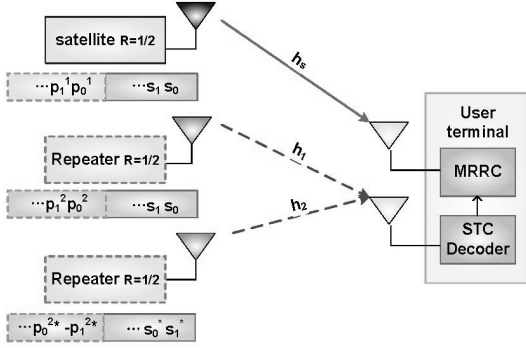 satellite R=1/2
···p₁¹p₀¹ ···s₁ s₀
hₛ
User
terminal
MRRC
STC
Decoder
Repeater R=1/2
···p₁²p₀² ···s₁ s₀
h₁
h₂
Repeater R=1/2
···p₀²* -p₁²* ··· s₀* s₁*